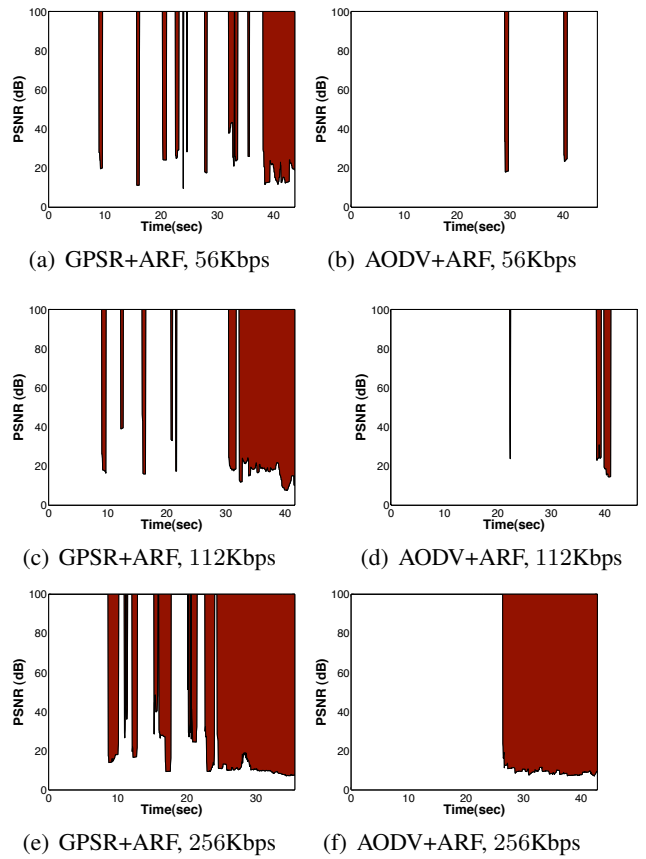 100
80
60
40
20
0
PSNR (dB)
0 10 20 30 40
Time(sec)
(a) GPSR+ARF, 56Kbps
100
80
60
40
20
0
PSNR (dB)
0 10 20 30 40
Time(sec)
(b) AODV+ARF, 56Kbps
100
80
60
40
20
0
PSNR (dB)
0 10 20 30 40
Time(sec)
(c) GPSR+ARF, 112Kbps
100
80
60
40
20
0
PSNR (dB)
0 10 20 30 40
Time(sec)
(d) AODV+ARF, 112Kbps
100
80
60
40
20
0
PSNR (dB)
0 10 20 30
Time(sec)
(e) GPSR+ARF, 256Kbps
100
80
60
40
20
0
PSNR (dB)
0 10 20 30 40
Time(sec)
(f) AODV+ARF, 256Kbps